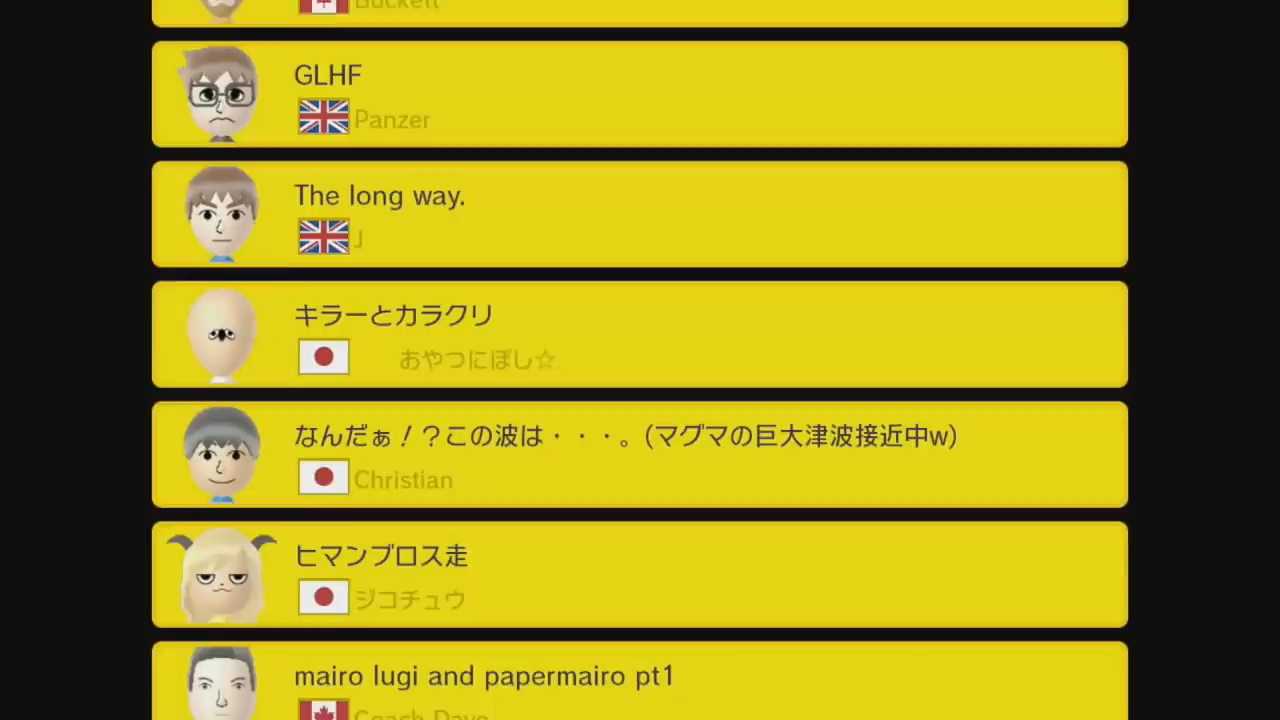 Buckett
GLHF
Panzer
The long way.
J
キラーとカラクリ
おやつにぼし☆
なんだぁ!?この波は・・・。(マグマの巨大津波接近中w)
Christian
ヒマンブロス走
ジコチュウ
mairo lugi and papermairo pt1
Coach Dave